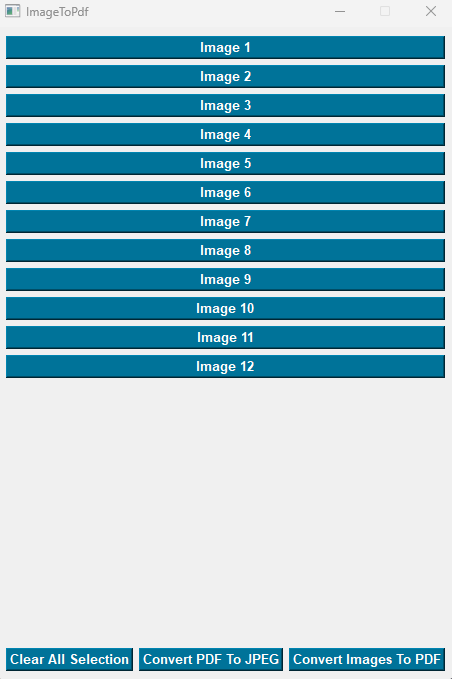 ImageToPdf
Image 1
Image 2
Image 3
Image 4
Image 5
Image 6
Image 7
Image 8
Image 9
Image 10
Image 11
Image 12
Clear All Selection Convert PDF To JPEG Convert Images To PDF